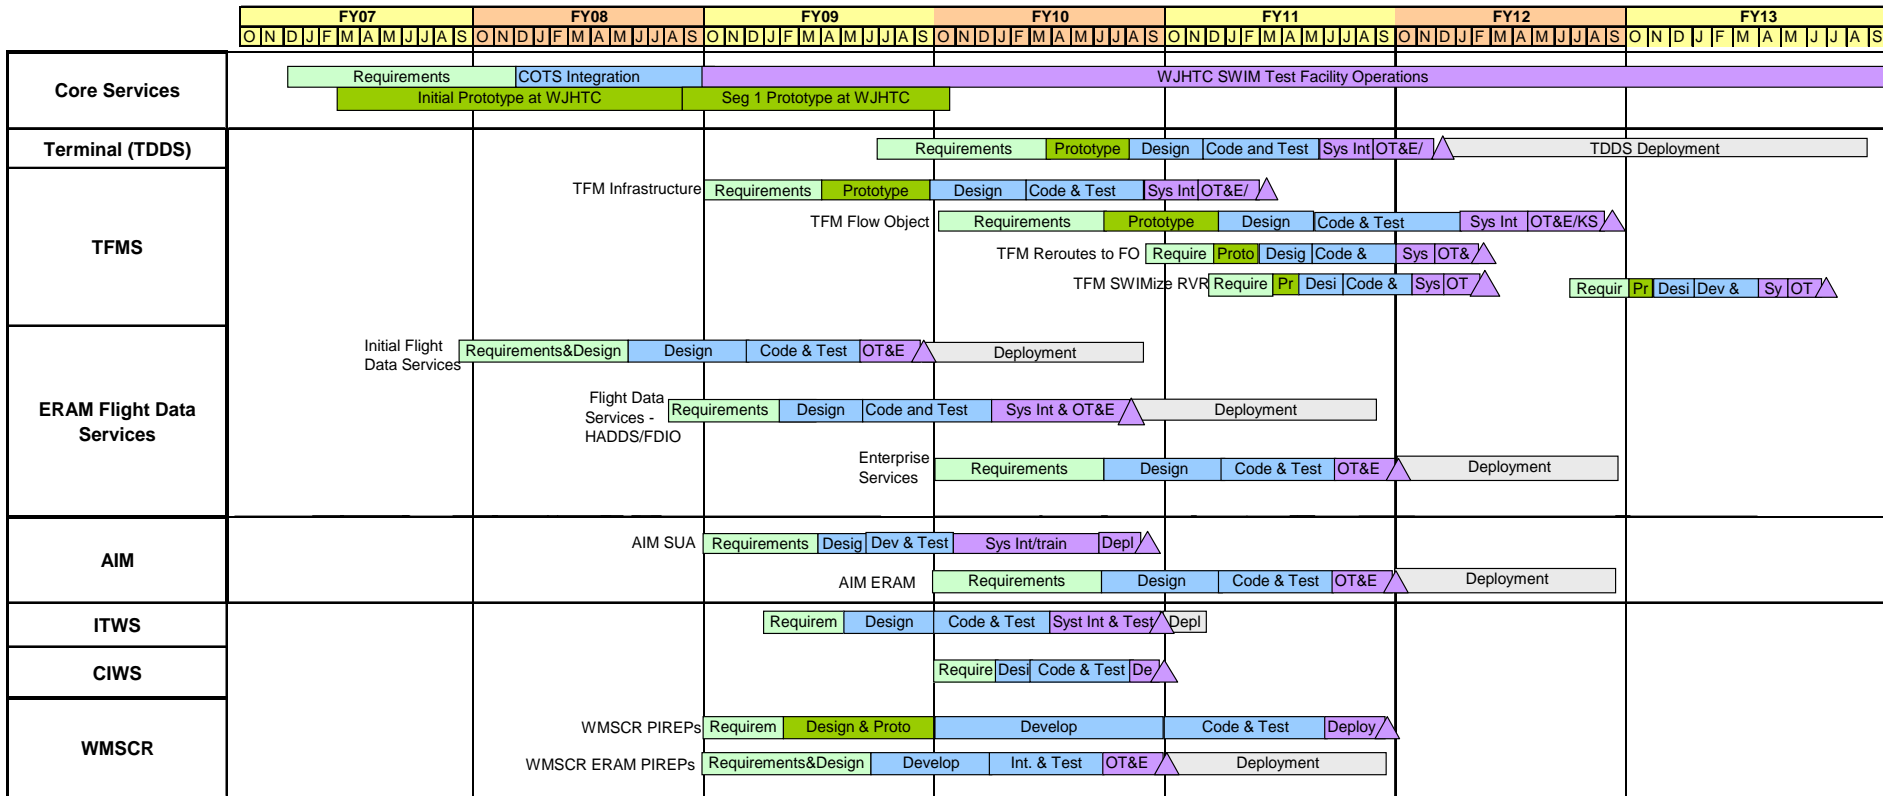 FY07 FY08 FY09 FY10 FY11 FY12 FY13
O N D J F M A M J J A S O N D J F M A M J J A S O N D J F M A M J J A S O N D J F M A M J J A S O N D J F M A M J J A S O N D J F M A M J J A S O N D J F M A M J J A S
Core Services
Requirements COTS Integration WJHTC SWIM Test Facility Operations
Initial Prototype at WJHTC Seg 1 Prototype at WJHTC
Terminal (TDDS)
Requirements Prototype Design Code and Test Sys Int OT&E/ TDDS Deployment
TFMS
TFM Infrastructure Requirements Prototype Design Code & Test Sys Int OT&E/
TFM Flow Object Requirements Prototype Design Code & Test Sys Int OT&E/KS
TFM Reroutes to FO Require Proto Desig Code & Sys OT&
TFM SWIMize RVR Require Pr Desi Code & Sys OT Requir Pr Desi Dev & Sy OT
ERAM Flight Data
Services
Initial Flight
Data Services
Requirements&Design Design Code & Test OT&E Deployment
Flight Data
Services -
HADDS/FDIO
Requirements Design Code and Test Sys Int & OT&E Deployment
Enterprise
Services
Requirements Design Code & Test OT&E Deployment
AIM
AIM SUA Requirements Desig Dev & Test Sys Int/train Depl
AIM ERAM Requirements Design Code & Test OT&E Deployment
ITWS
Requirem Design Code & Test Syst Int & Test Depl
CIWS
Require Desi Code & Test De
WMSCR
WMSCR PIREPs Requirem Design & Proto Develop Code & Test Deploy
WMSCR ERAM PIREPs Requirements&Design Develop Int. & Test OT&E Deployment